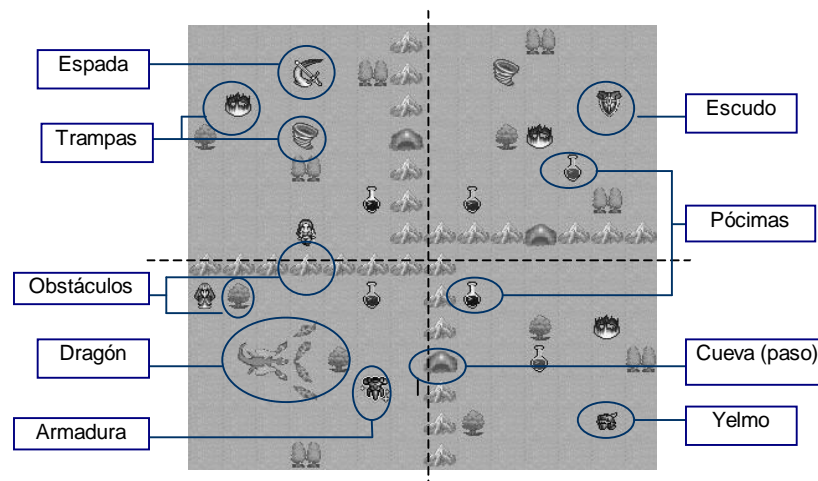 Espada
Escudo
Trampas
Pócimas
Obstáculos
Dragón
Cueva (paso)
Armadura
Yelmo